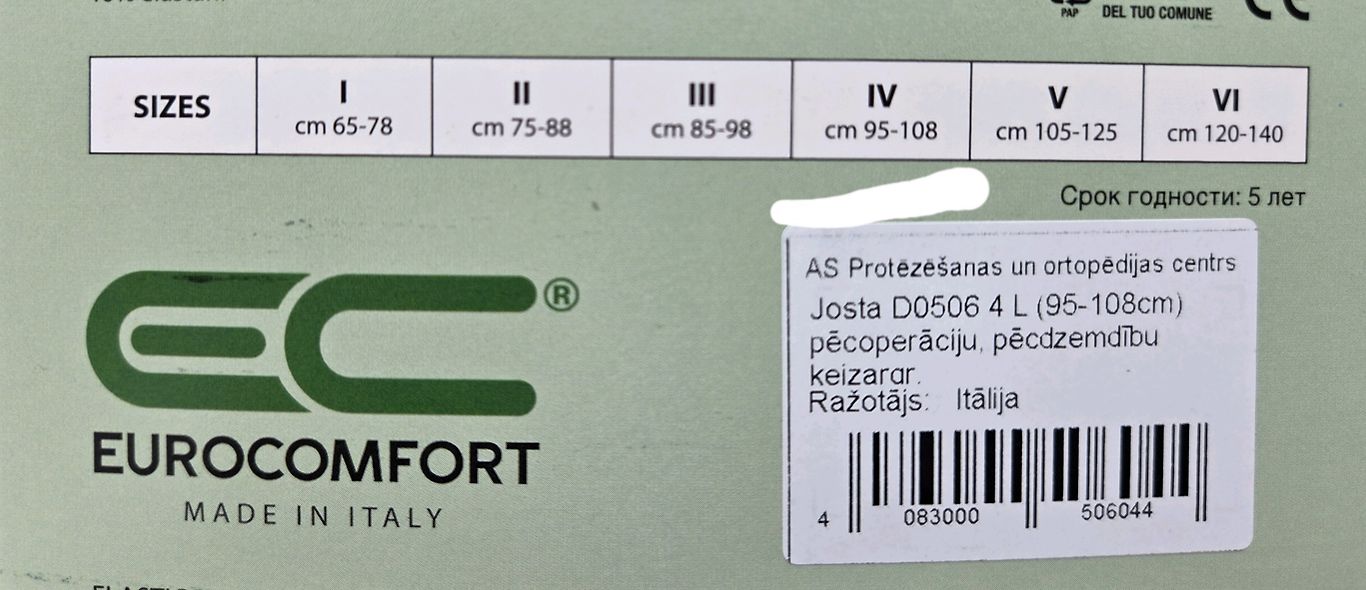 PAP
DEL TUO COMUNE
SIZES
I
cm 65-78
II
cm 75-88
III
cm 85-98
IV
cm 95-108
V
cm 105-125
VI
cm 120-140
Срок годности: 5 лет
EC®
EUROCOMFORT
MADE IN ITALY
AS Protēzēšanas un ortopēdijas centrs
Josta D0506 4 L (95-108cm)
pēcoperāciju, pēcdzemdību
keizargr.
Ražotājs: Itālija
4 083000 506044